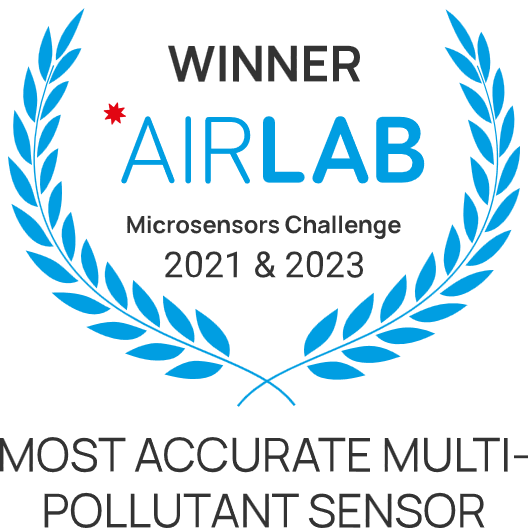 WINNER
*AIRLAB
Microsensors Challenge
2021 & 2023
MOST ACCURATE MULTI-
POLLUTANT SENSOR